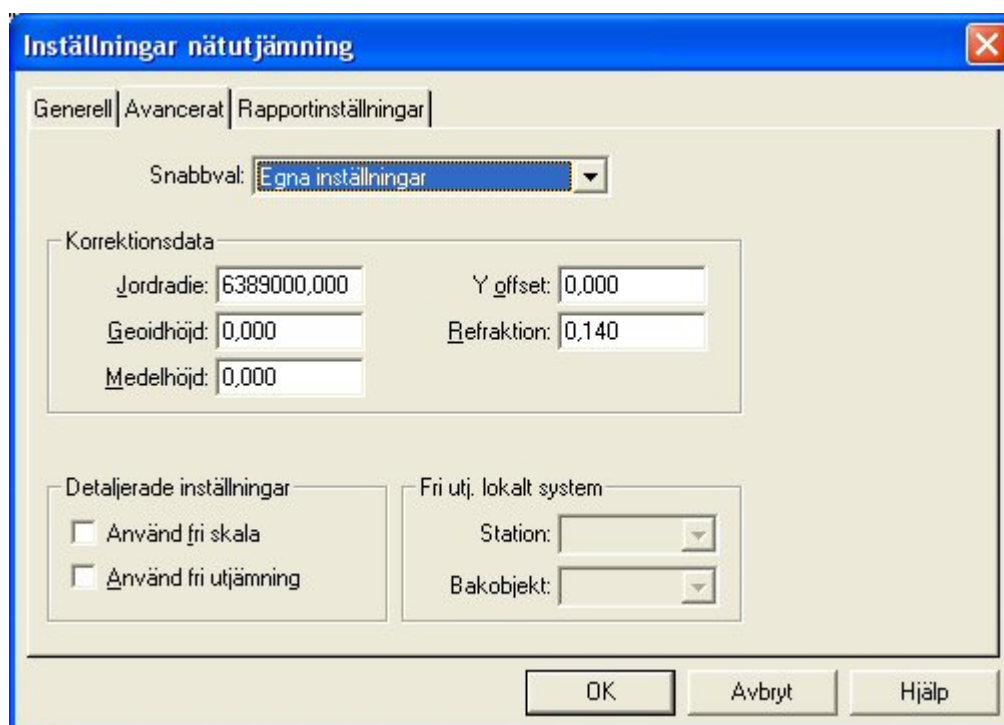 Inställningar nätutjämning
Generell Avancerat Rapportinställningar
Snabbval: Egna inställningar
Korrektionsdata
Jordradie: 6389000,000 Y offset: 0,000
Geoidhöjd: 0,000 Refraktion: 0,140
Medelhöjd: 0,000
Detaljerade inställningar
Använd fri skala
Använd fri utjämning
Fri utj. lokalt system
Station:
Bakobjekt:
OK Avbryt Hjälp